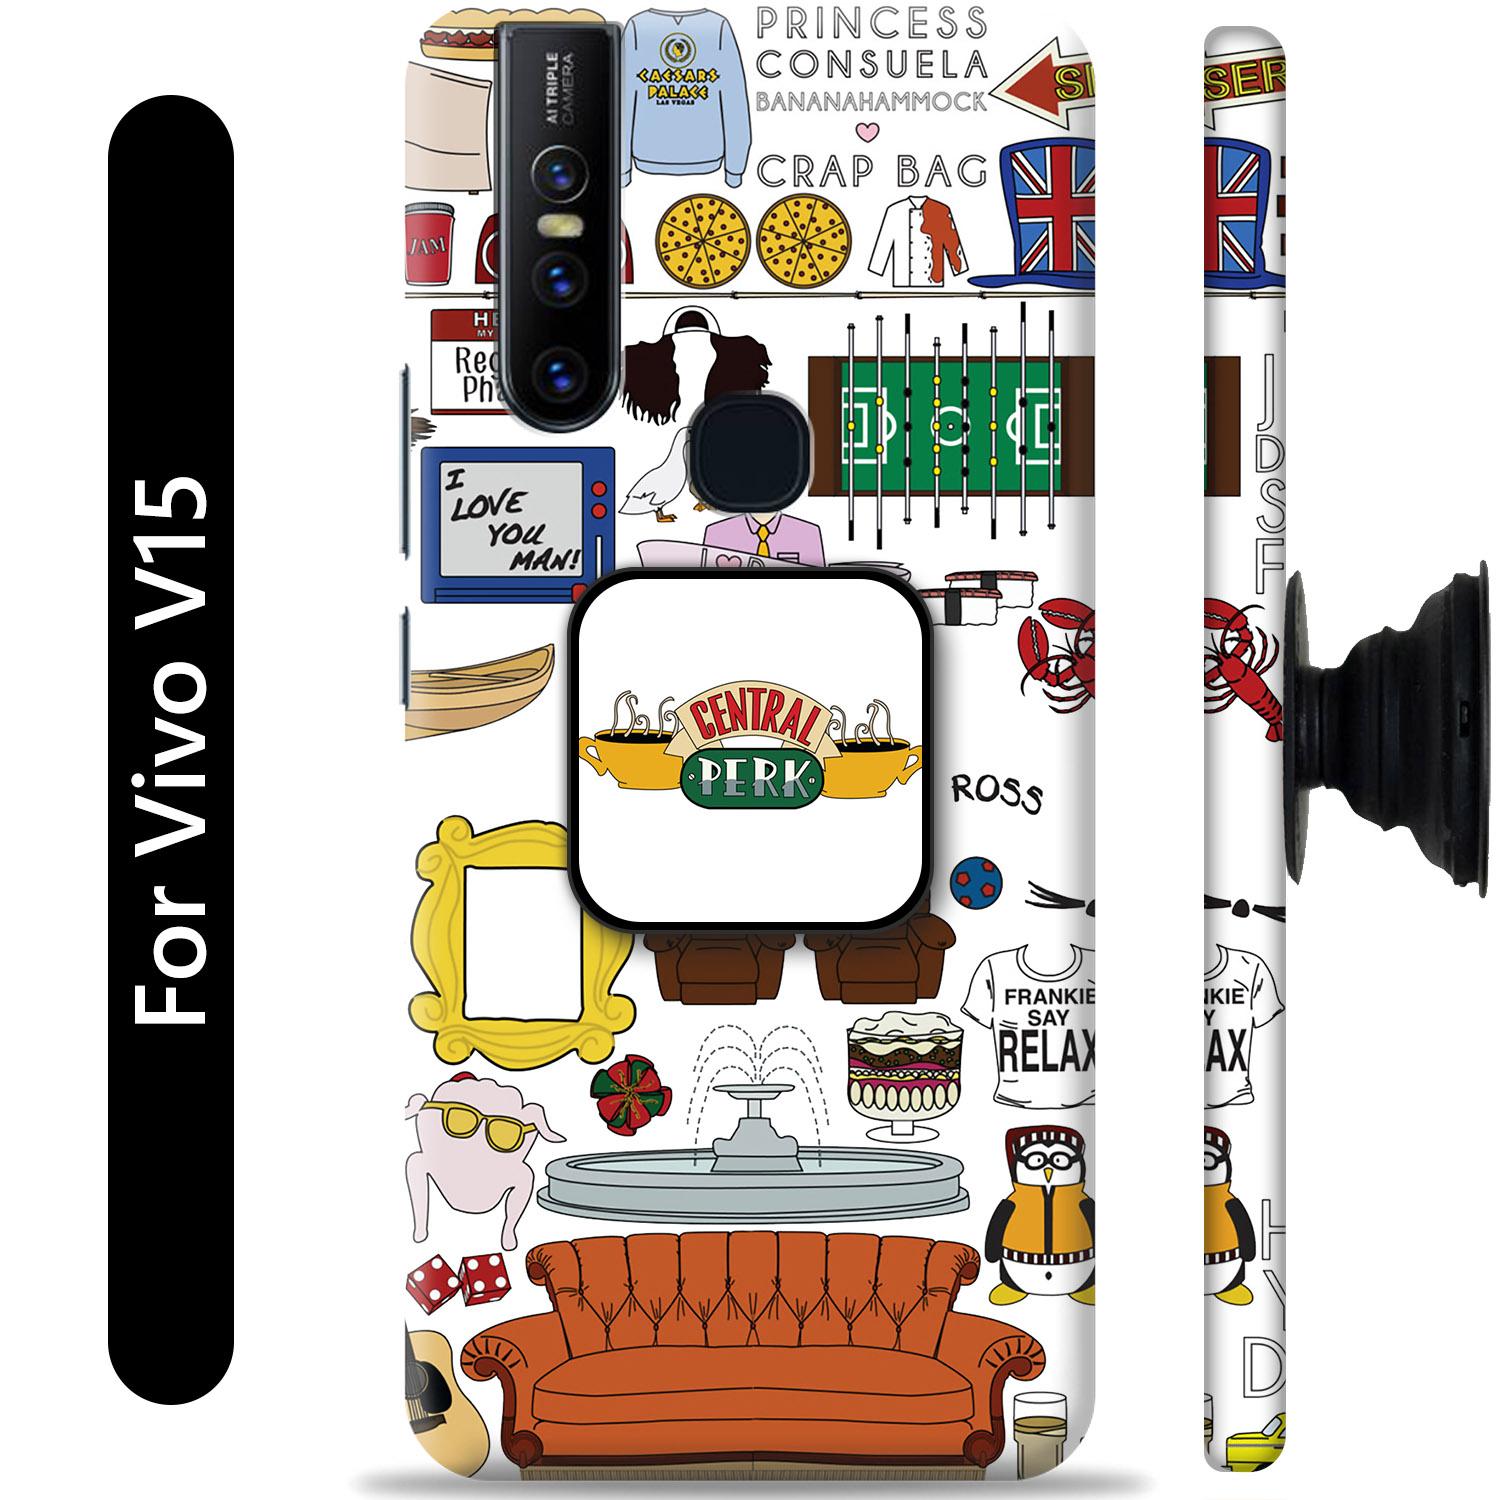 For Vivo V15
AI TRIPLE
CAMERA
CAESARS
PALACE
LAS VEGAS
PRINCESS
CONSUELA
BANANAHAMMOCK
CRAP BAG
JAM
MY
I
LOVE
YOU
MAN!
CENTRAL
PERK
ROSS
FRANKIE
SAY
RELAX